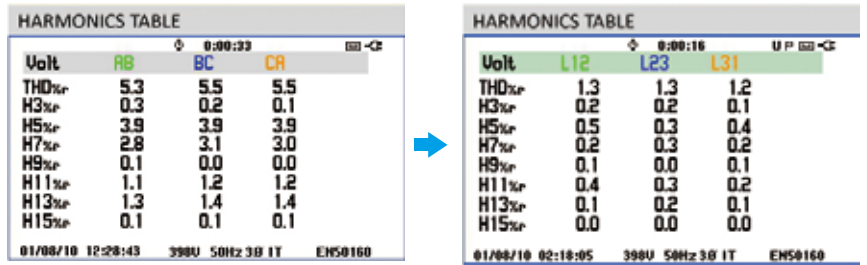 HARMONICS TABLE
0:00:33
Volt AB BC CA
THD%r 5.3 5.5 5.5
H3%r 0.3 0.2 0.1
H5%r 3.9 3.9 3.9
H7%r 2.8 3.1 3.0
H9%r 0.1 0.0 0.0
H11%r 1.1 1.2 1.2
H13%r 1.3 1.4 1.4
H15%r 0.1 0.1 0.1
01/08/10 12:28:43 398V 50Hz 3Ø IT EN50160
HARMONICS TABLE
0:00:16 U P
Volt L12 L23 L31
THD%r 1.3 1.3 1.2
H3%r 0.2 0.2 0.1
H5%r 0.5 0.3 0.4
H7%r 0.2 0.3 0.2
H9%r 0.1 0.0 0.1
H11%r 0.4 0.3 0.2
H13%r 0.1 0.2 0.1
H15%r 0.0 0.0 0.0
01/08/10 02:18:05 398V 50Hz 3Ø IT EN50160